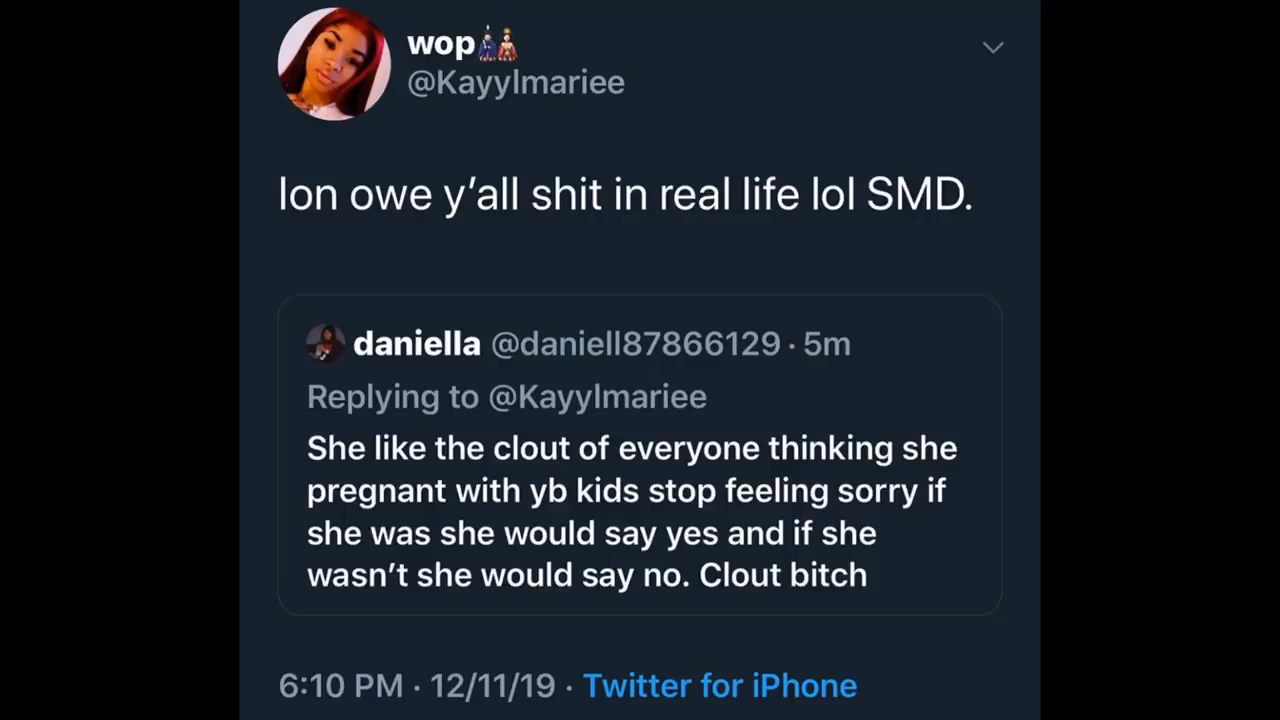 wop
@Kayylmariee
Ion owe y'all shit in real life lol SMD.
daniella @daniell87866129 · 5m
Replying to @Kayylmariee
She like the clout of everyone thinking she
pregnant with yb kids stop feeling sorry if
she was she would say yes and if she
wasn't she would say no. Clout bitch
6:10 PM · 12/11/19 · Twitter for iPhone